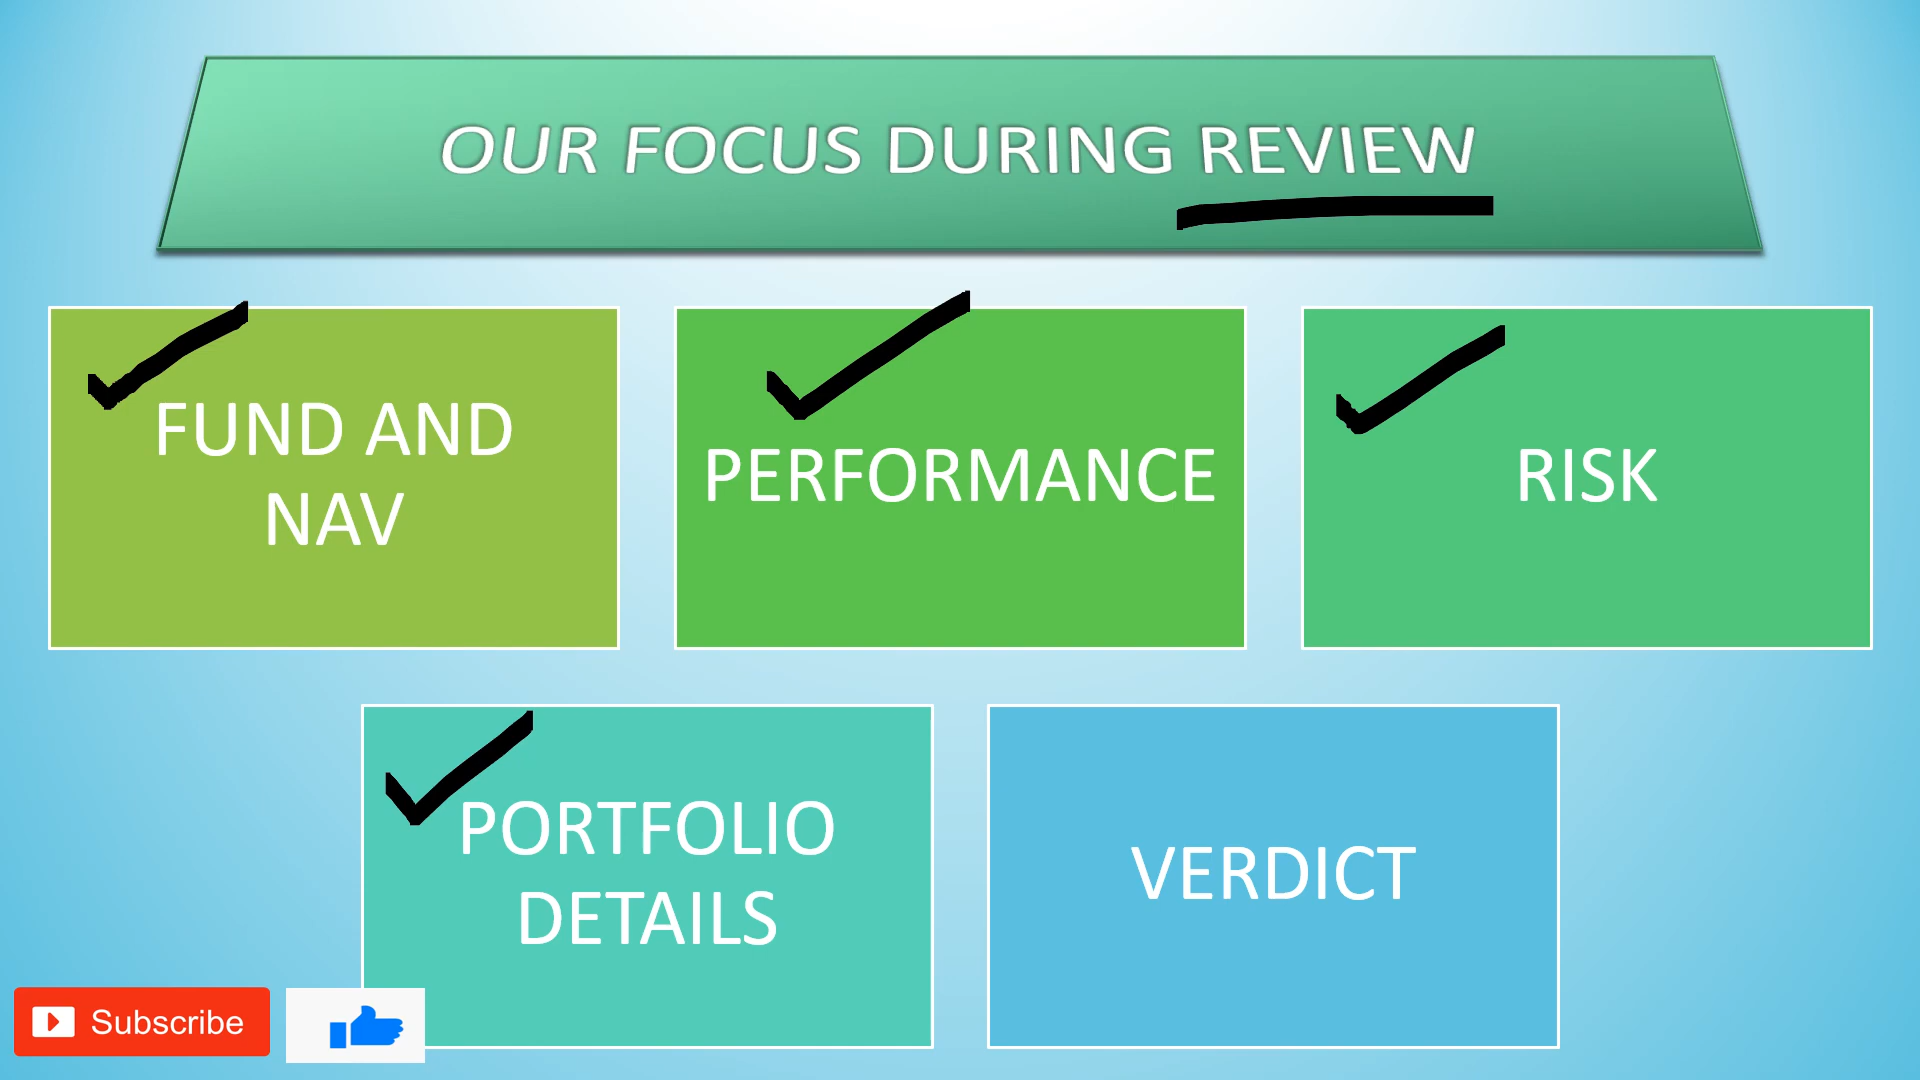 OUR FOCUS DURING REVIEW
FUND AND
NAV
PERFORMANCE
RISK
PORTFOLIO
DETAILS
VERDICT
Subscribe